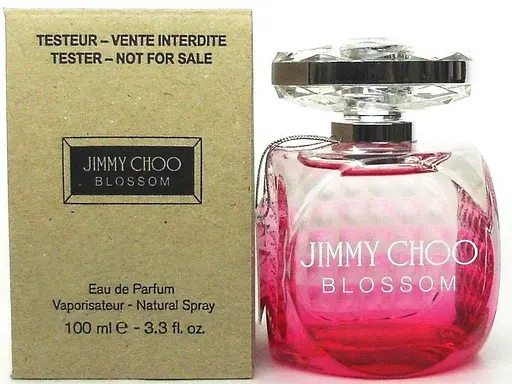 TESTEUR – VENTE INTERDITE
TESTER – NOT FOR SALE
JIMMY CHOO
BLOSSOM
Eau de Parfum
Vaporisateur - Natural Spray
100 ml ℮ - 3.3 fl. oz.
JIMMY CHOO
BLOSSOM